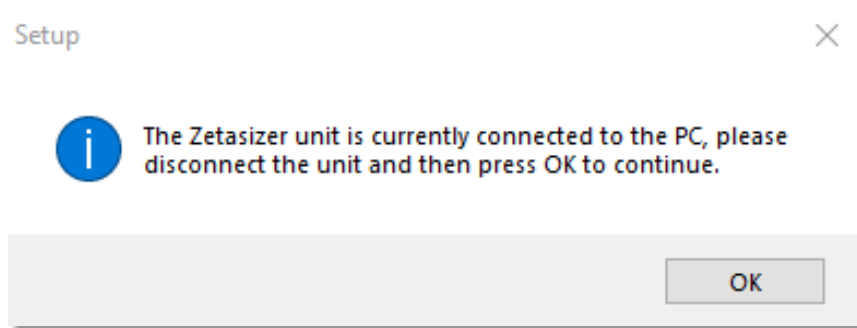 Setup
The Zetasizer unit is currently connected to the PC, please
disconnect the unit and then press OK to continue.
OK